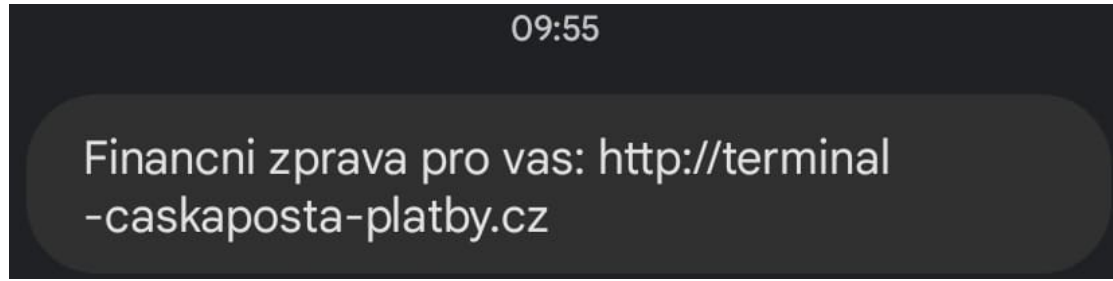 09:55
Financni zprava pro vas: http://terminal
-caskaposta-platby.cz